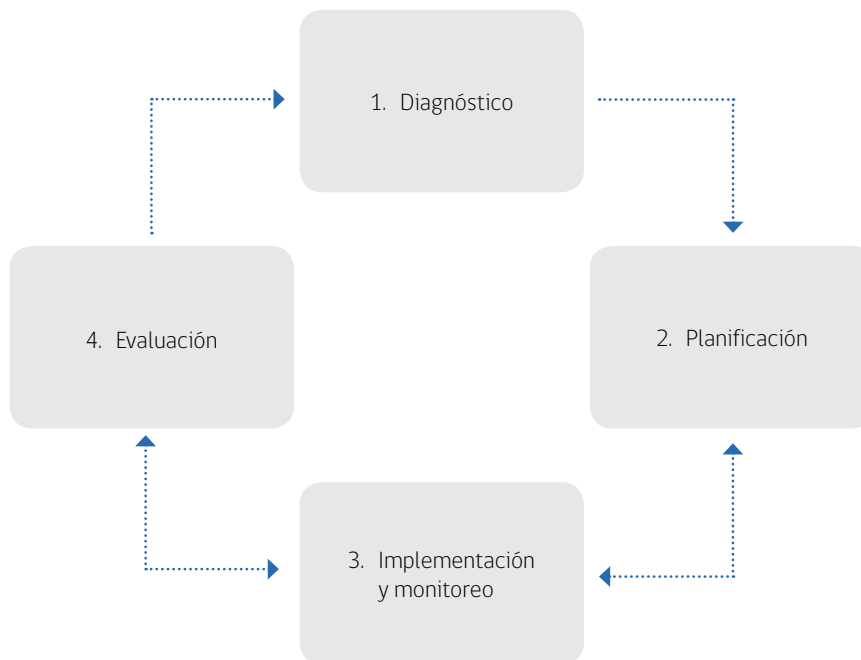 1. Diagnóstico
4. Evaluación
2. Planificación
3. Implementación
y monitoreo